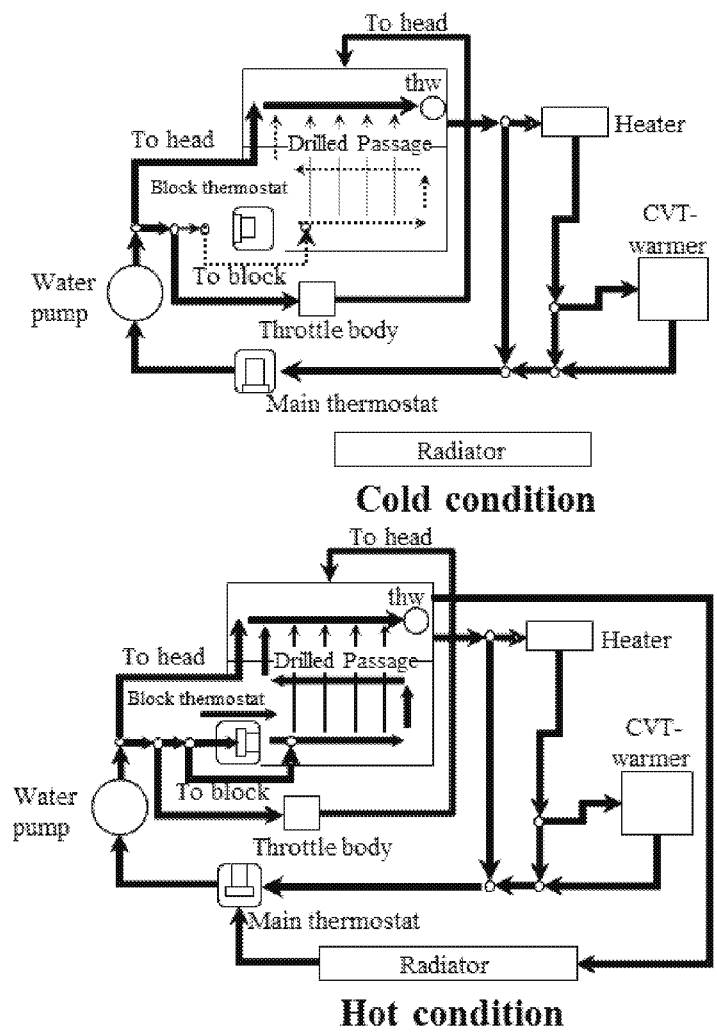 To head
thw
To head
Drilled Passage
Heater
Block thermostat
CVT-
warmer
To block
Water
pump
Throttle body
Main thermostat
Radiator
Cold condition
To head
thw
Heater
To head
Drilled Passage
Block thermostat
CVT-
warmer
To block
Water
pump
Throttle body
Main thermostat
Radiator
Hot condition